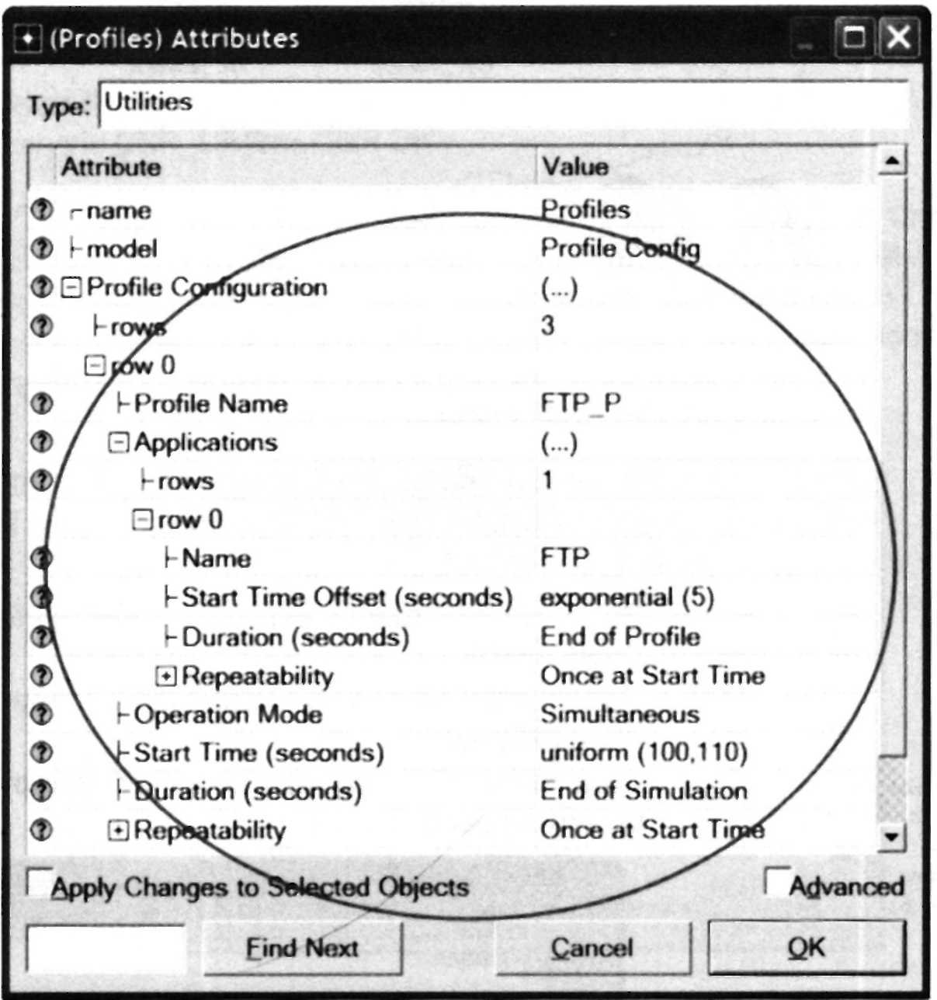 (Profiles) Attributes
Type: Utilities
Attribute Value
name Profiles
model Profile Config
Profile Configuration (...)
rows 3
row 0
Profile Name FTP_P
Applications (...)
rows 1
row 0
Name FTP
Start Time Offset (seconds) exponential (5)
Duration (seconds) End of Profile
Repeatability Once at Start Time
Operation Mode Simultaneous
Start Time (seconds) uniform (100,110)
Duration (seconds) End of Simulation
Repeatability Once at Start Time
Apply Changes to Selected Objects Advanced
Find Next Cancel OK